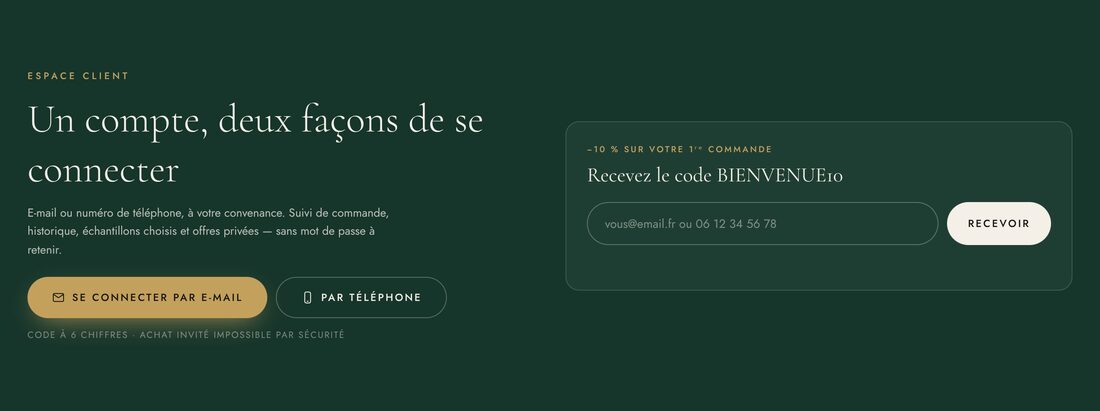 ESPACE CLIENT
Un compte, deux façons de se
connecter
E-mail ou numéro de téléphone, à votre convenance. Suivi de commande,
historique, échantillons choisis et offres privées — sans mot de passe à
retenir.
SE CONNECTER PAR E-MAIL
PAR TÉLÉPHONE
CODE À 6 CHIFFRES · ACHAT INVITÉ IMPOSSIBLE PAR SÉCURITÉ
−10 % SUR VOTRE 1ʳᵉ COMMANDE
Recevez le code BIENVENUE10
vous@email.fr ou 06 12 34 56 78
RECEVOIR